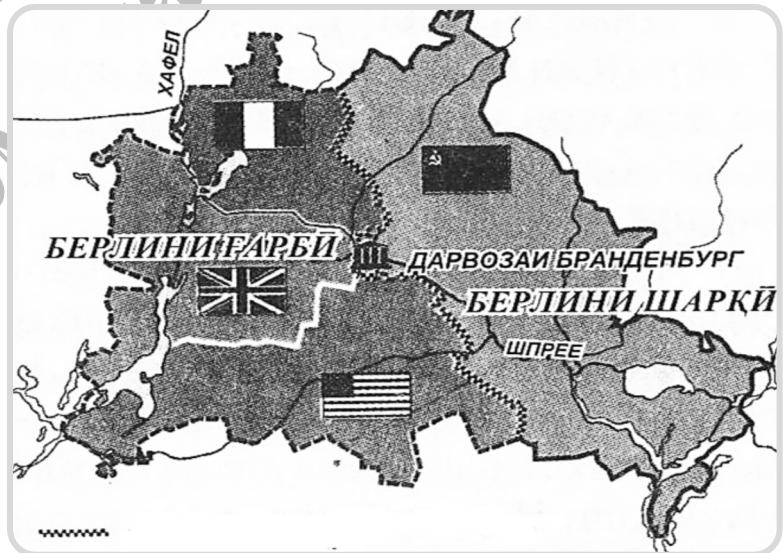 ХАФЕЛ
БЕРЛИНИ ҒАРБӢ
ДАРВОЗАИ БРАНДЕНБУРГ
БЕРЛИНИ ШАРҚӢ
ШПРЕЕ